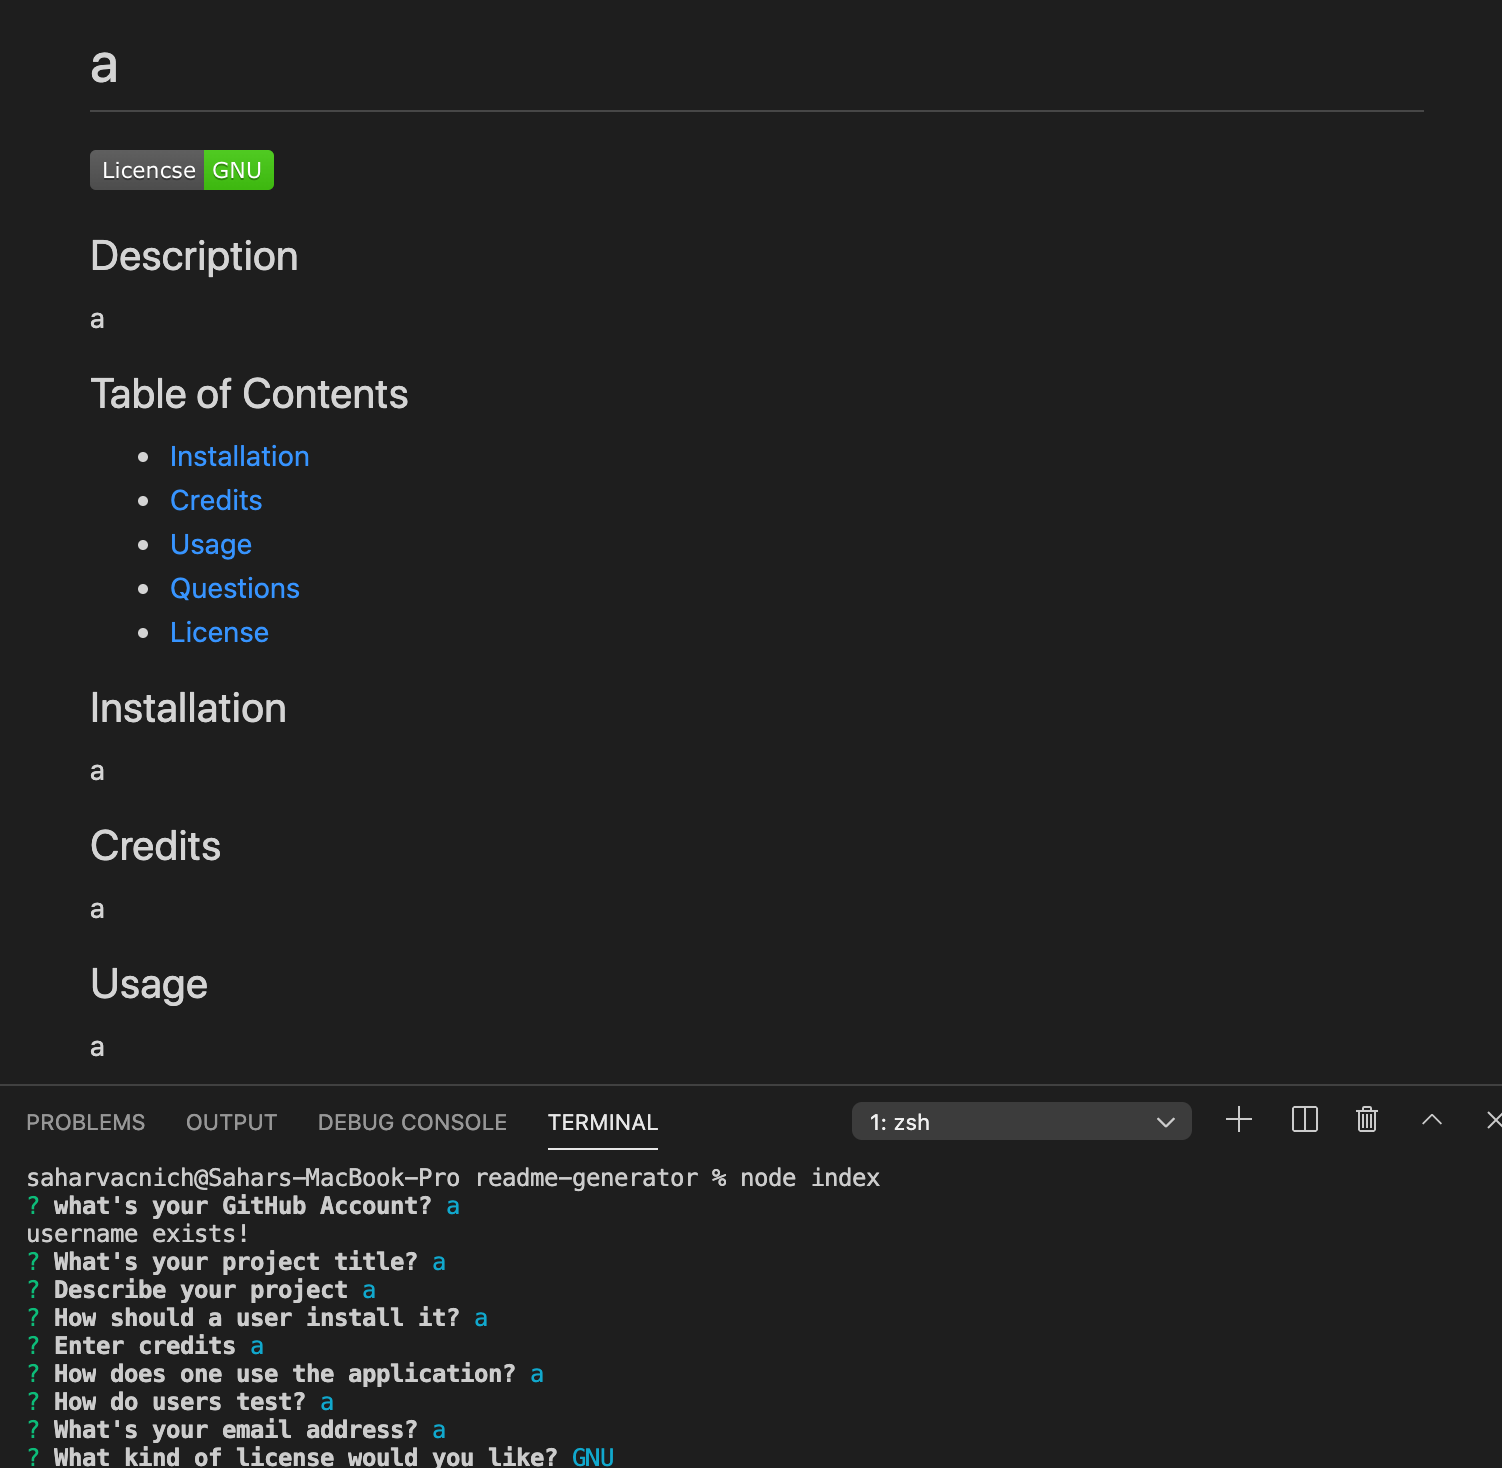 a
Licencse GNU
Description
a
Table of Contents
Installation
Credits
Usage
Questions
License
Installation
a
Credits
a
Usage
a
PROBLEMS OUTPUT DEBUG CONSOLE TERMINAL 1: zsh
saharvacnich@Sahars-MacBook-Pro readme-generator % node index
? what's your GitHub Account? a
username exists!
? What's your project title? a
? Describe your project a
? How should a user install it? a
? Enter credits a
? How does one use the application? a
? How do users test? a
? What's your email address? a
? What kind of license would you like? GNU